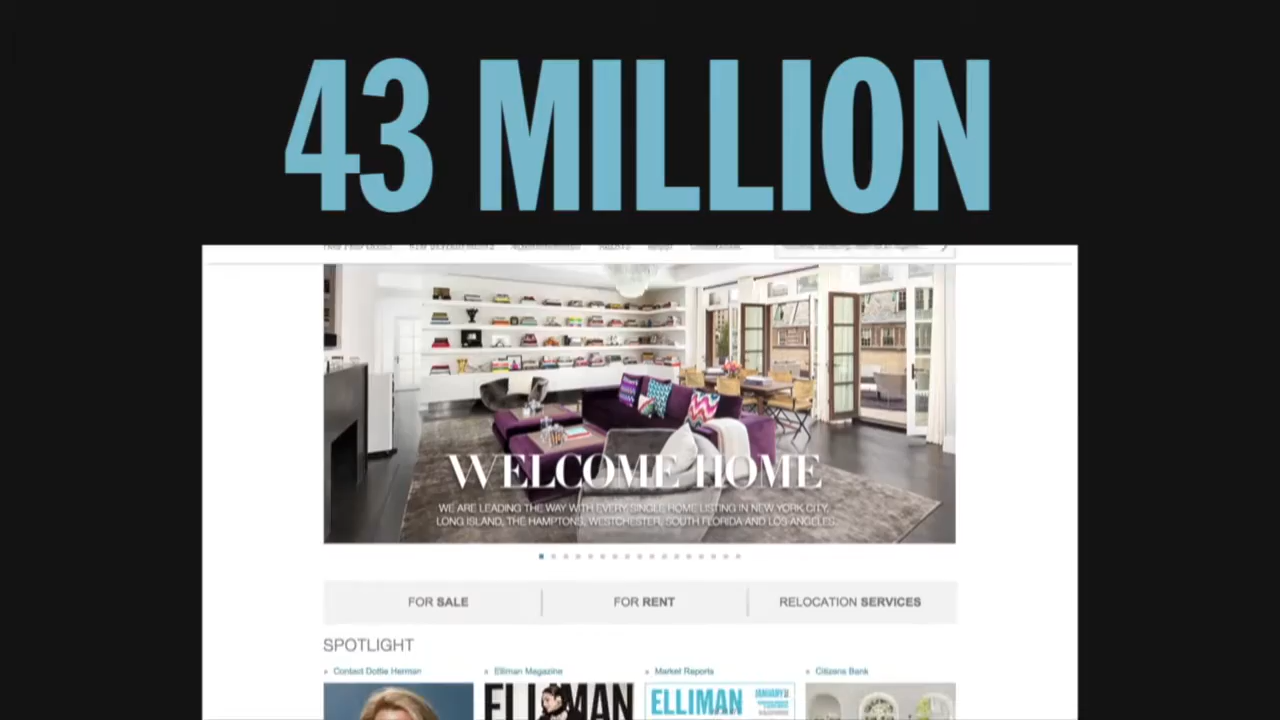 43 MILLION
WELCOME HOME
WE ARE LEADING THE WAY WITH EVERY SINGLE HOME LISTING IN NEW YORK CITY,
LONG ISLAND, THE HAMPTONS, WESTCHESTER, SOUTH FLORIDA AND LOS ANGELES.
FOR SALE
FOR RENT
RELOCATION SERVICES
SPOTLIGHT
» Contact Dottie Herman
» Elliman Magazine
» Market Reports
» Citizens Bank
ELLIMAN
ELLIMAN